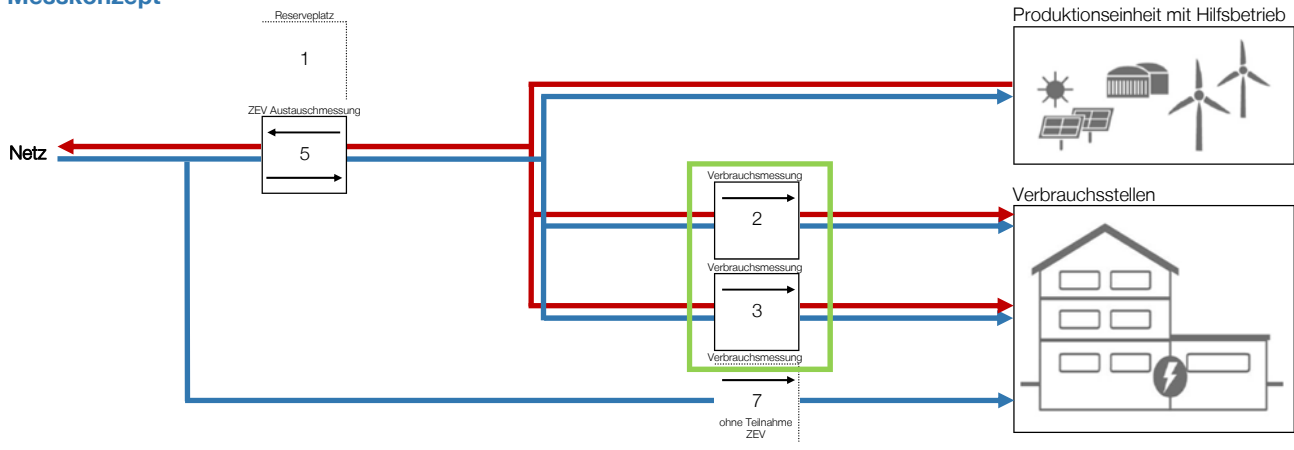 Messkonzept
Reserveplatz
1
ZEV Austauschmessung
5
Netz
Produktionseinheit mit Hilfsbetrieb
Verbrauchsmessung
2
Verbrauchsmessung
3
Verbrauchsmessung
7
ohne Teilnahme
ZEV
Verbrauchsstellen